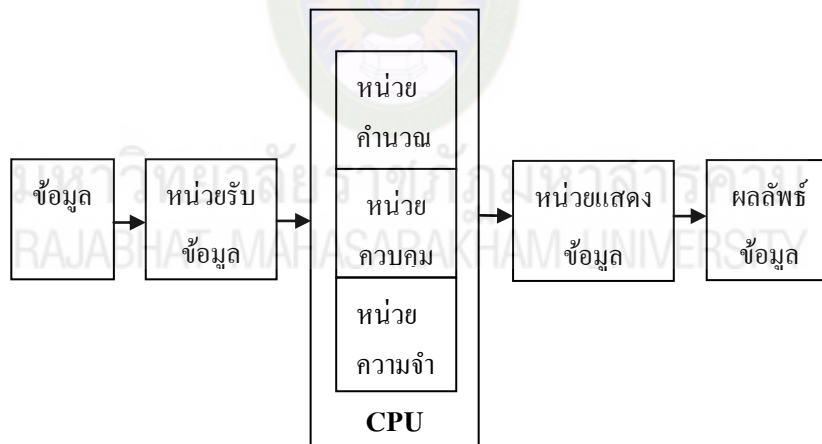 ข้อมูล
หน่วยรับ
ข้อมูล
หน่วย
คำนวณ
หน่วย
ควบคุม
หน่วย
ความจำ
CPU
หน่วยแสดง
ข้อมูล
ผลลัพธ์
ข้อมูล
มหาวิทยาลัยราชภัฏมหาสารคาม
RAJABHAT MAHASARAKHAM UNIVERSITY